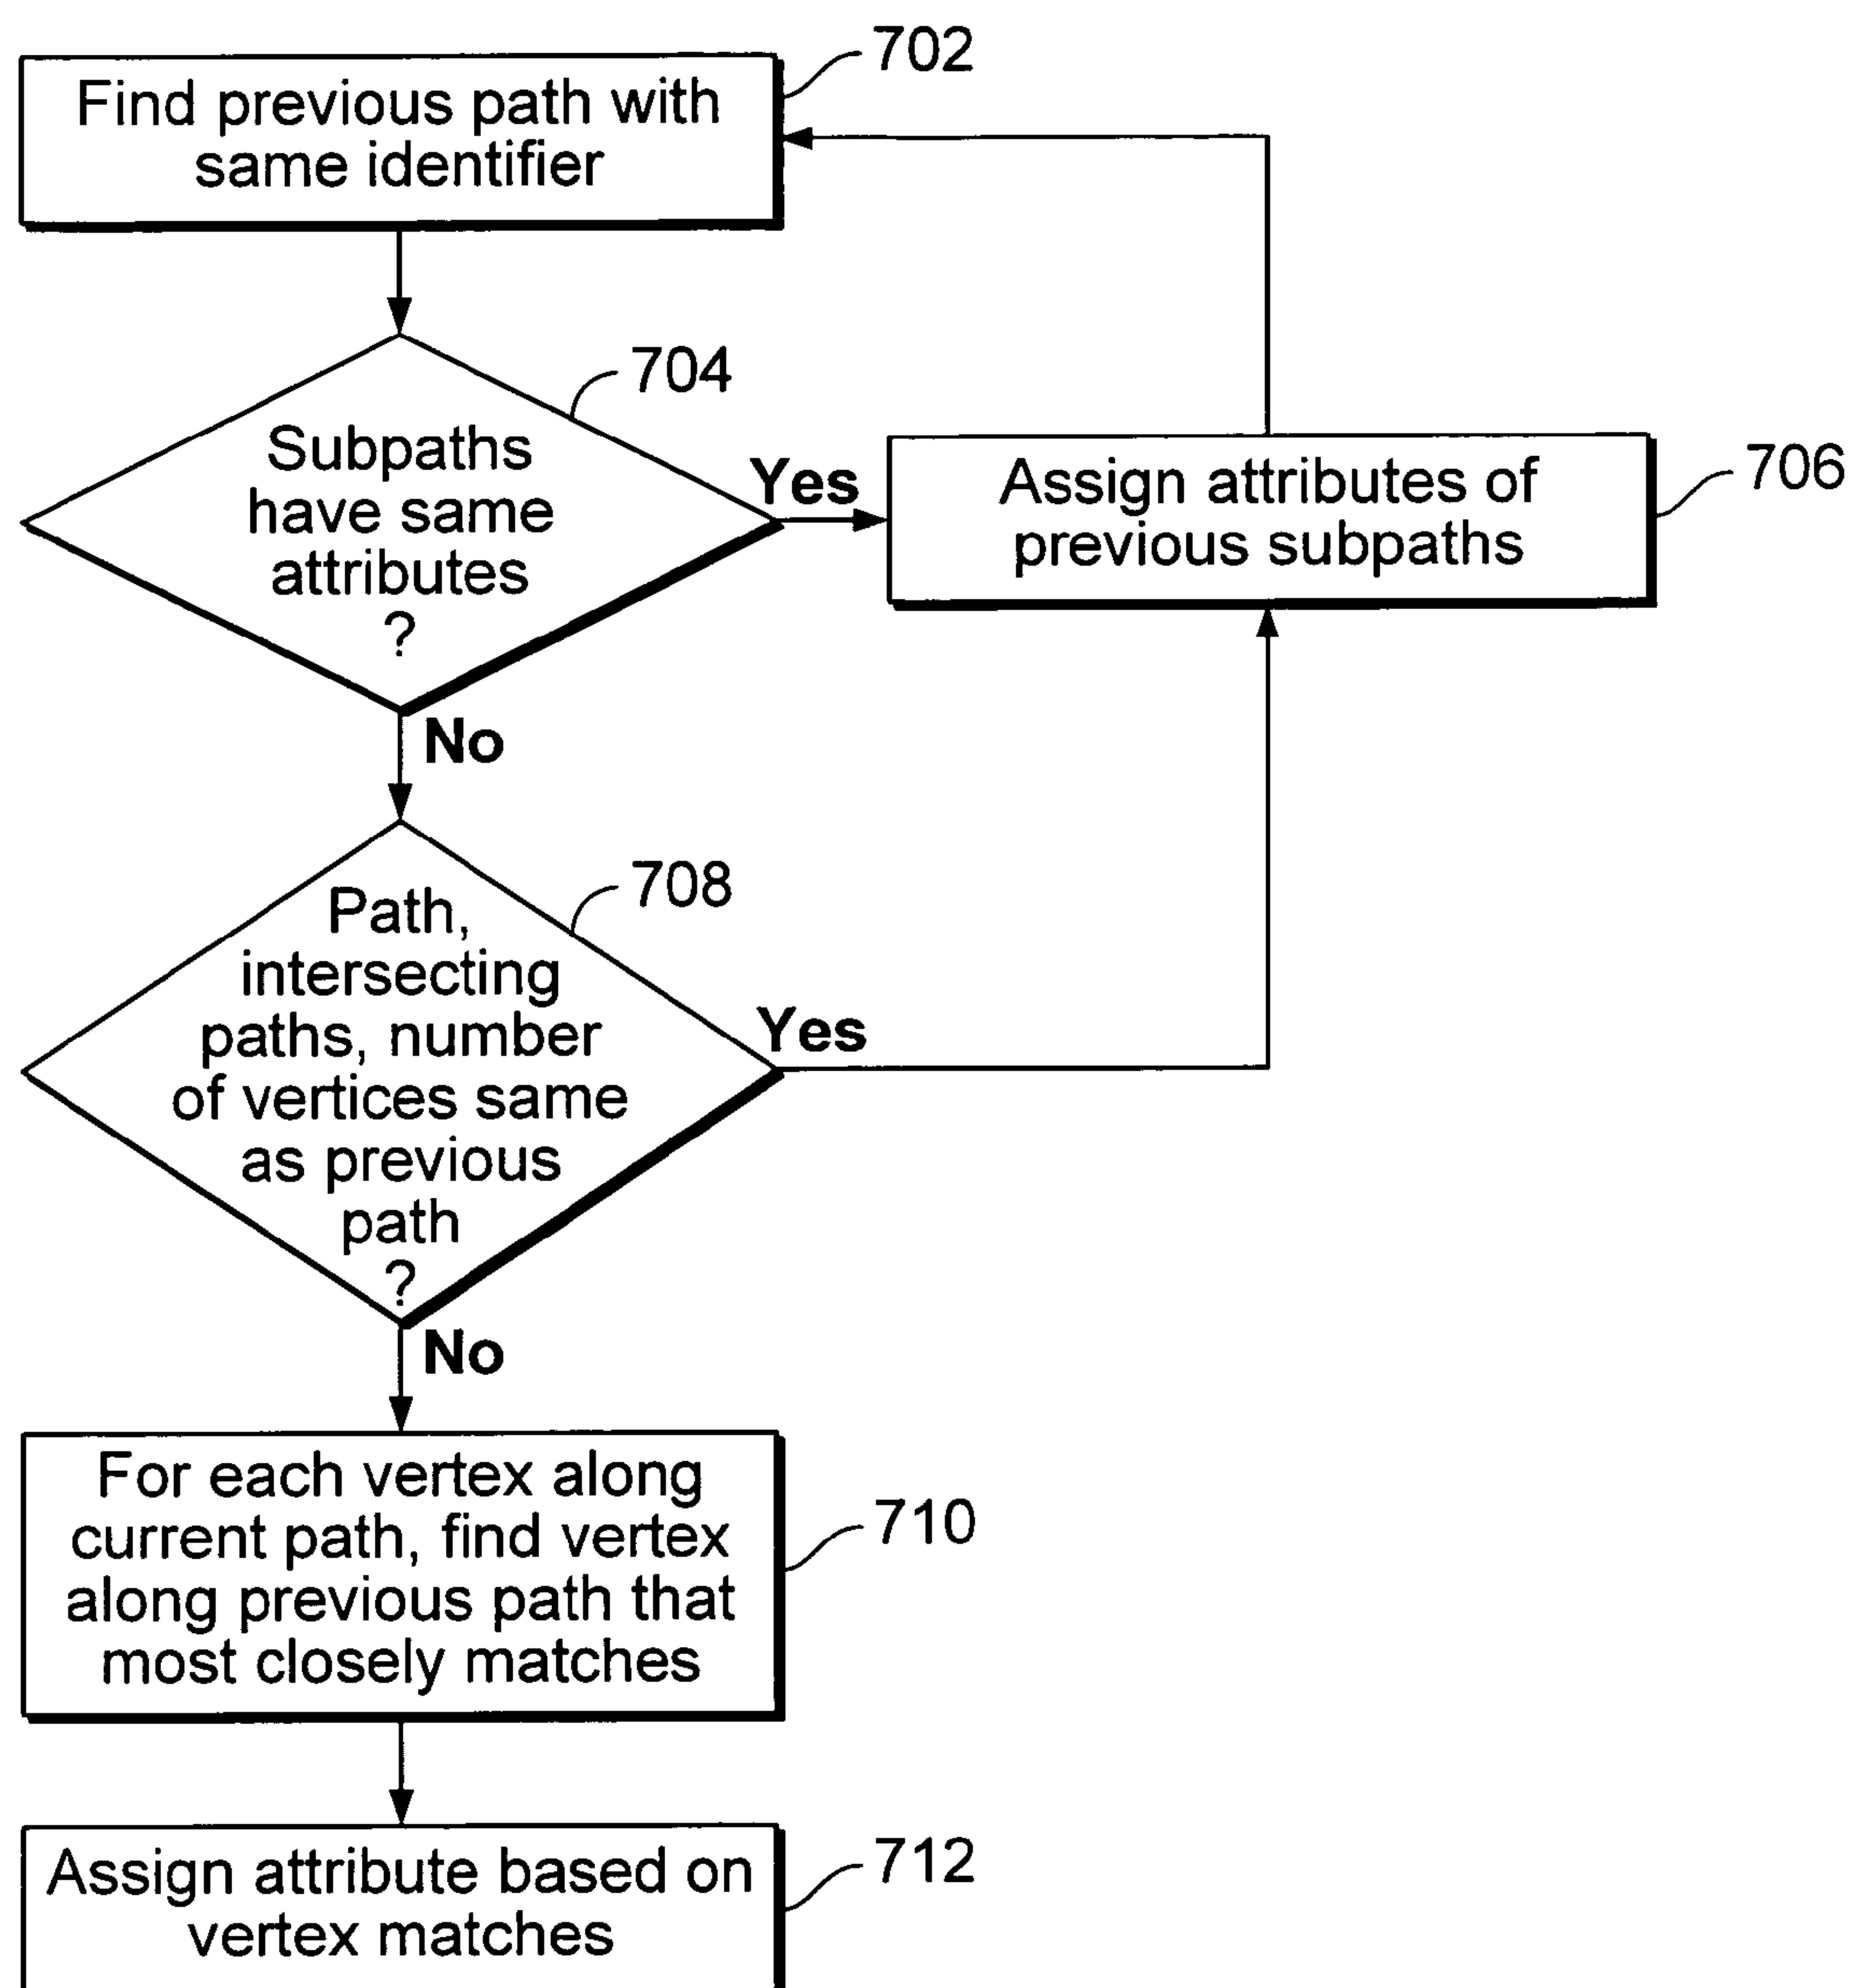 702
Find previous path with
same identifier
704
Subpaths
have same
attributes
?
Yes
Assign attributes of
previous subpaths
706
No
708
Path,
intersecting
paths, number
of vertices same
as previous
path
?
Yes
No
For each vertex along
current path, find vertex
along previous path that
most closely matches
710
Assign attribute based on
vertex matches
712